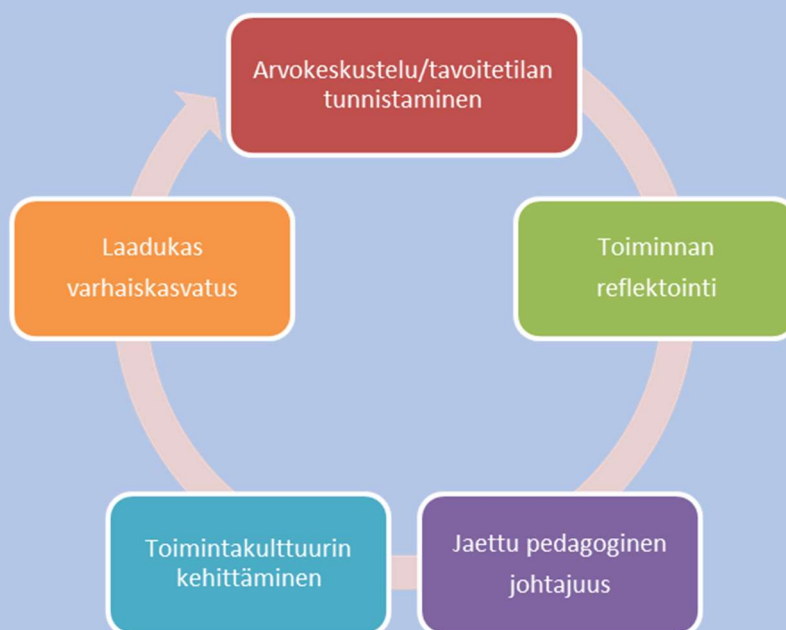 Arvokeskustelu/tavoitetilan
tunnistaminen
Toiminnan
reflektointi
Jaettu pedagoginen
johtajuus
Toimintakulttuurin
kehittäminen
Laadukas
varhaiskasvatus